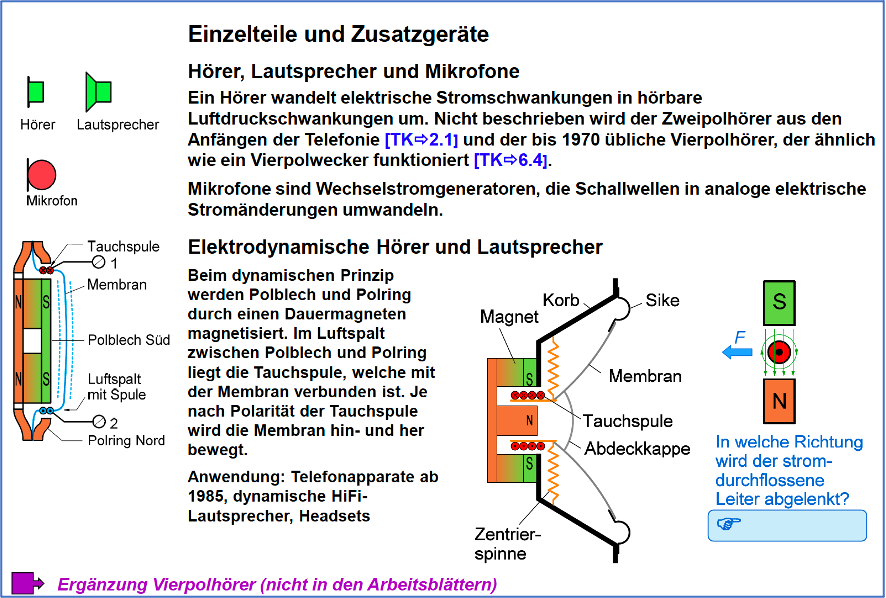 Einzelteile und Zusatzgeräte
Hörer, Lautsprecher und Mikrofone
Ein Hörer wandelt elektrische Stromschwankungen in hörbare
Luftdruckschwankungen um. Nicht beschrieben wird der Zweipolhörer aus den
Anfängen der Telefonie [TK⇨2.1] und der bis 1970 übliche Vierpolhörer, der ähnlich
wie ein Vierpolwecker funktioniert [TK⇨6.4].
Mikrofone sind Wechselstromgeneratoren, die Schallwellen in analoge elektrische
Stromänderungen umwandeln.
Hörer
Lautsprecher
Mikrofon
Elektrodynamische Hörer und Lautsprecher
Beim dynamischen Prinzip
werden Polblech und Polring
durch einen Dauermagneten
magnetisiert. Im Luftspalt
zwischen Polblech und Polring
liegt die Tauchspule, welche mit
der Membran verbunden ist. Je
nach Polarität der Tauchspule
wird die Membran hin- und her
bewegt.
Anwendung: Telefonapparate ab
1985, dynamische HiFi-
Lautsprecher, Headsets
Tauchspule
1
Membran
N S
Polblech Süd
N S
Luftspalt
mit Spule
2
Polring Nord
Korb
Sike
Magnet
S
Membran
Tauchspule
N
Abdeckkappe
S
Zentrier-
spinne
S
F
N
In welche Richtung
wird der strom-
durchflossene
Leiter abgelenkt?
Ergänzung Vierpolhörer (nicht in den Arbeitsblättern)